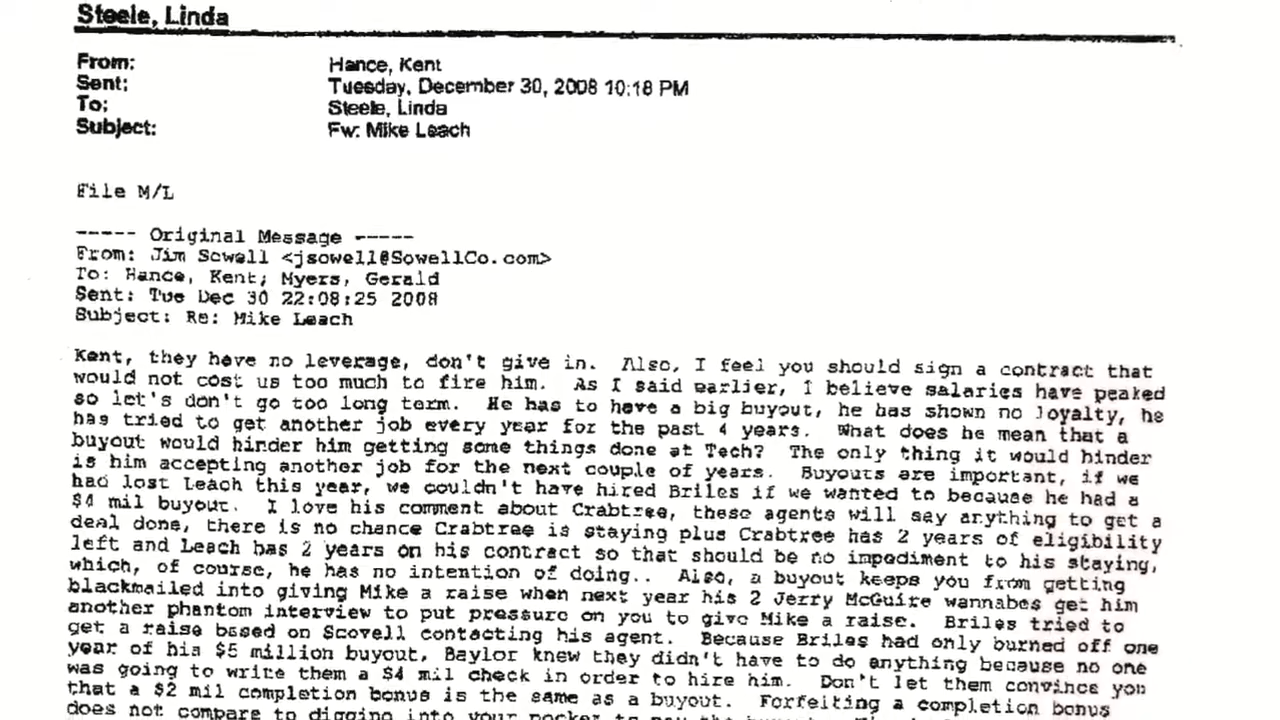 Steele, Linda
From: Hance, Kent
Sent: Tuesday, December 30, 2008 10:18 PM
To: Steele, Linda
Subject: Fw: Mike Leach
File M/L
----- Original Message -----
From: Jim Sowell <jsowell@SowellCo.com>
To: Hance, Kent; Myers, Gerald
Sent: Tue Dec 30 22:08:25 2008
Subject: Re: Mike Leach
Kent, they have no leverage, don't give in. Also, I feel you should sign a contract that
would not cost us too much to fire him. As I said earlier, I believe salaries have peaked
so let's don't go too long term. He has to have a big buyout, he has shown no loyalty, he
has tried to get another job every year for the past 4 years. What does he mean that a
buyout would hinder him getting some things done at Tech? The only thing it would hinder
is him accepting another job for the next couple of years. Buyouts are important, if we
had lost Leach this year, we couldn't have hired Briles if we wanted to because he had a
$4 mil buyout. I love his comment about Crabtree, these agents will say anything to get a
deal done, there is no chance Crabtree is staying plus Crabtree has 2 years of eligibility
left and Leach has 2 years on his contract so that should be no impediment to his staying,
which, of course, he has no intention of doing.. Also, a buyout keeps you from getting
blackmailed into giving Mike a raise when next year his 2 Jerry McGuire wannabes get him
another phantom interview to put pressure on you to give Mike a raise. Briles tried to
get a raise based on Scovell contacting his agent. Because Briles had only burned off one
year of his $5 million buyout, Baylor knew they didn't have to do anything because no one
was going to write them a $4 mil check in order to hire him. Don't let them convince you
that a $2 mil completion bonus is the same as a buyout. Forfeiting a completion bonus
does not compare to digging into your pocket to pay the buyout.